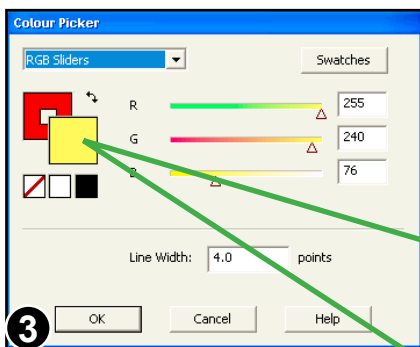 Colour Picker
RGB Sliders
Swatches
R 255
G 240
B 76
Line Width: 4.0 points
3 OK Cancel Help